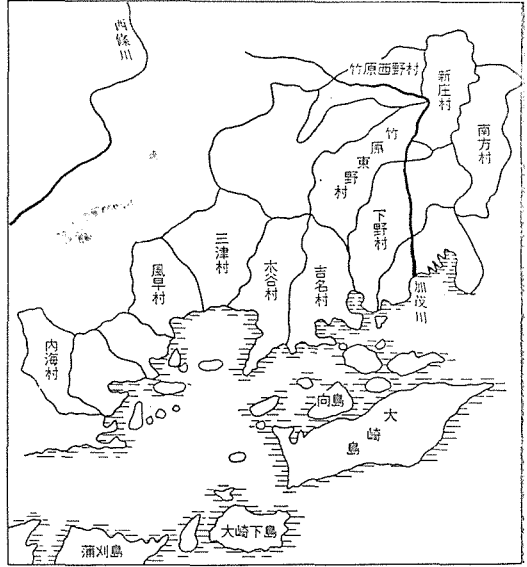 西條川
竹原西野村
新庄村
南方村
竹原東野村
下野村
三津村
木谷村
吉名村
風早村
賀茂川
内海村
向島
大崎島
大崎下島
蒲刈島